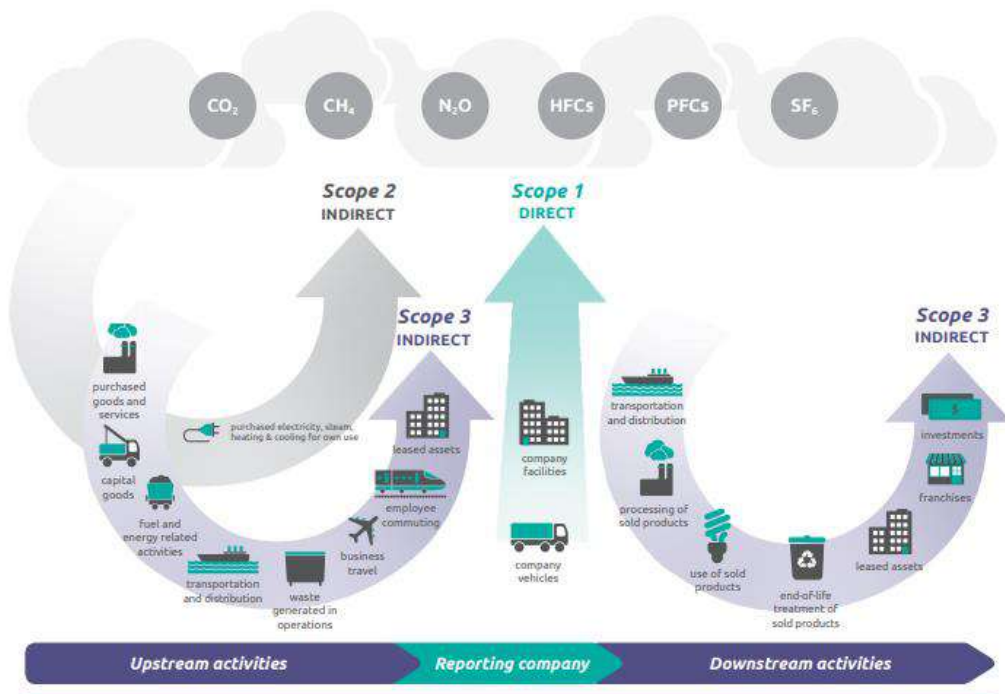 CO₂
CH₄
N₂O
HFCs
PFCs
SF₆
Scope 2
INDIRECT
Scope 1
DIRECT
Scope 3
INDIRECT
Scope 3
INDIRECT
purchased
goods and
services
capital
goods
fuel and
energy related
activities
transportation
and distribution
waste
generated in
operations
business
travel
employee
commuting
leased assets
purchased electricity, steam,
heating & cooling for own use
company
facilities
company
vehicles
transportation
and distribution
processing of
sold products
use of sold
products
end-of-life
treatment of
sold products
leased assets
franchises
investments
$
Upstream activities
Reporting company
Downstream activities